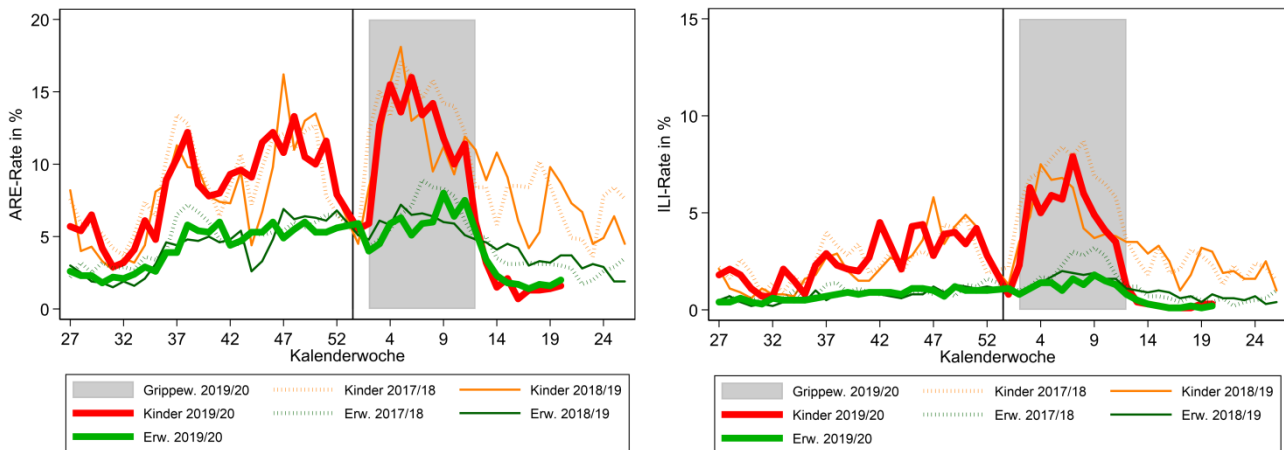 20
15
10
5
0
ARE-Rate in %
27 32 37 42 47 52 4 9 14 19 24
Kalenderwoche
Grippew. 2019/20 Kinder 2017/18 Kinder 2018/19
Kinder 2019/20 Erw. 2017/18 Erw. 2018/19
Erw. 2019/20
15
10
5
0
ILI-Rate in %
27 32 37 42 47 52 4 9 14 19 24
Kalenderwoche
Grippew. 2019/20 Kinder 2017/18 Kinder 2018/19
Kinder 2019/20 Erw. 2017/18 Erw. 2018/19
Erw. 2019/20